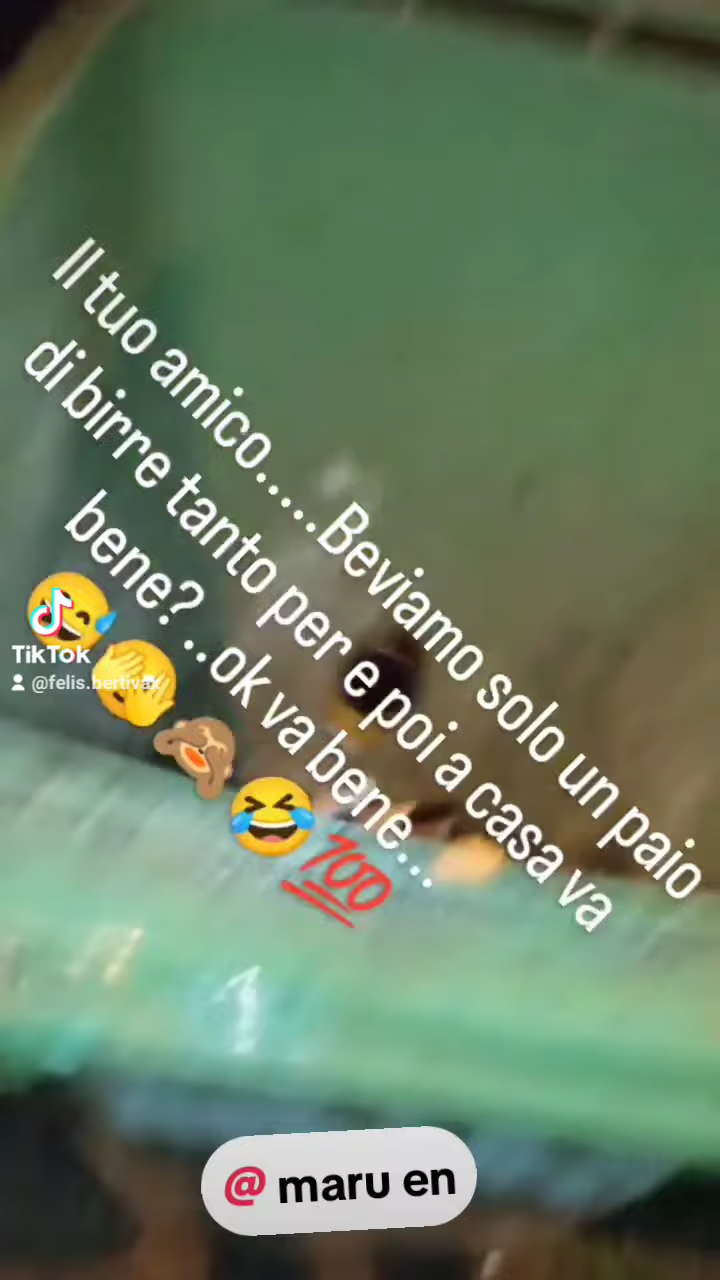 Il tuo amico.....Beviamo solo un paio
di birre tanto per e poi a casa va
bene?..ok va bene...
😅🫣🙈😆💯
TikTok
@felis.bertivax
1
@ maru en